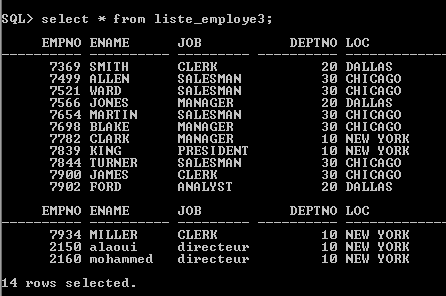 SQL> select * from liste_employe3;
EMPNO ENAME JOB DEPTNO LOC
7369 SMITH CLERK 20 DALLAS
7499 ALLEN SALESMAN 30 CHICAGO
7521 WARD SALESMAN 30 CHICAGO
7566 JONES MANAGER 20 DALLAS
7654 MARTIN SALESMAN 30 CHICAGO
7698 BLAKE MANAGER 30 CHICAGO
7782 CLARK MANAGER 10 NEW YORK
7839 KING PRESIDENT 10 NEW YORK
7844 TURNER SALESMAN 30 CHICAGO
7900 JAMES CLERK 30 CHICAGO
7902 FORD ANALYST 20 DALLAS
EMPNO ENAME JOB DEPTNO LOC
7934 MILLER CLERK 10 NEW YORK
2150 alaoui directeur 10 NEW YORK
2160 mohammed directeur 10 NEW YORK
14 rows selected.